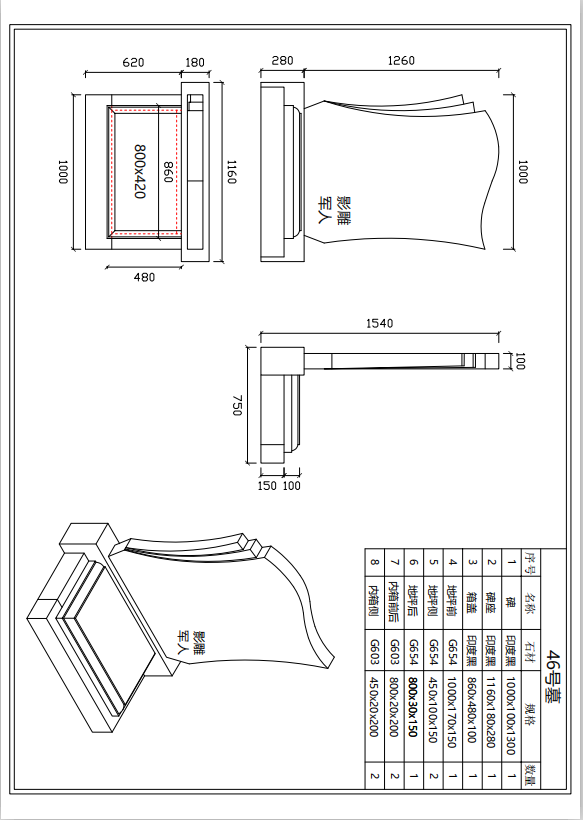 46号墓
序号 名称 石材 规格 数量
1 碑 印度黑 1000x100x1300 1
2 碑座 印度黑 1160x180x280 1
3 箱盖 印度黑 860x480x100 1
4 地坪前 G654 1000x170x150 1
5 地坪侧 G654 450x100x150 2
6 地坪后 G654 800x30x150 1
7 内箱前后 G603 800x20x200 2
8 内箱侧 G603 450x20x200 2
1000
1260
280
影雕
军人
1160
180
620
860
800x420
1000
480
100
1540
750
150
100
影雕
军人